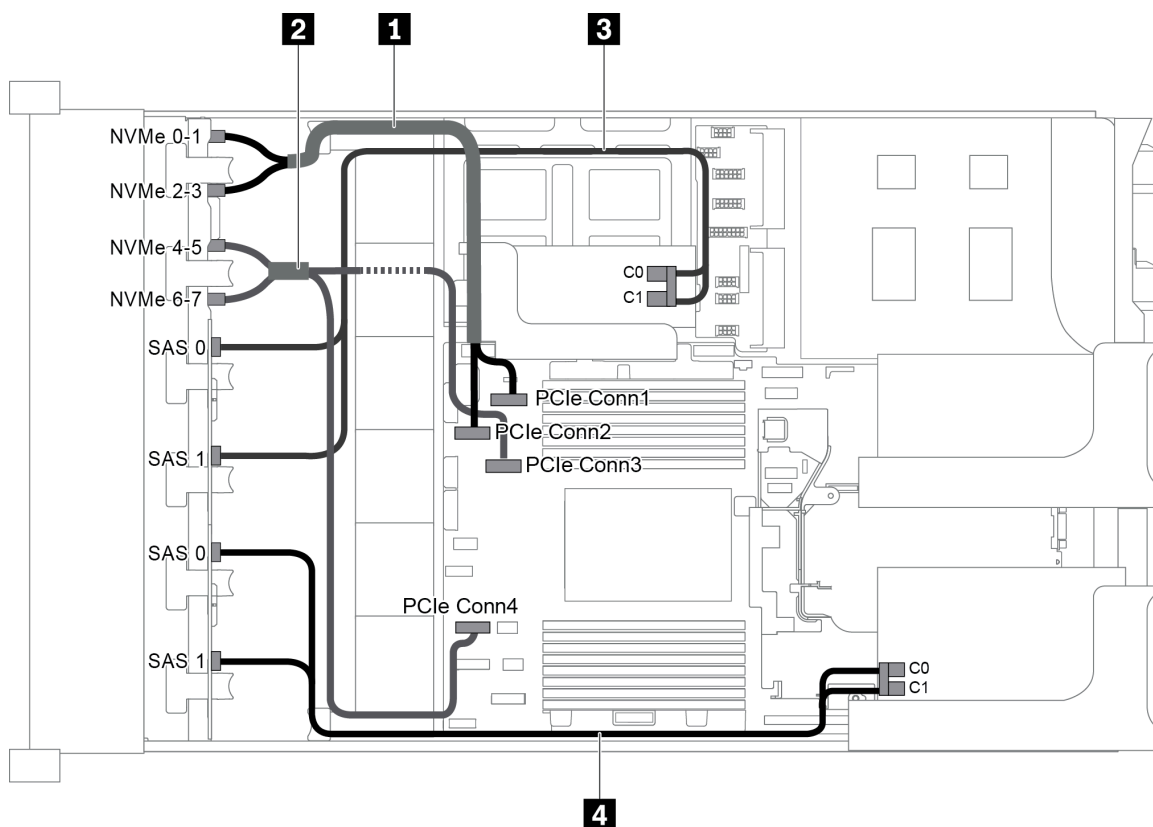 2
1
3
NVMe 0-1
NVMe 2-3
NVMe 4-5
NVMe 6-7
C0
C1
SAS 0
PCIe Conn1
PCIe Conn2
SAS 1
PCIe Conn3
SAS 0
PCIe Conn4
SAS 1
C0
C1
4